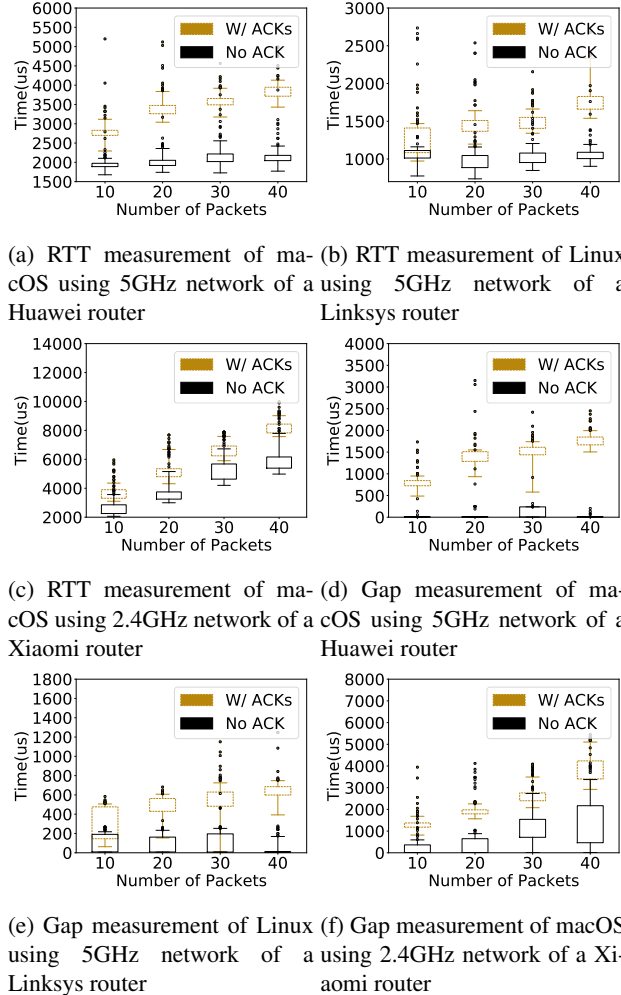 6000
5500
5000
4500
4000
3500
3000
2500
2000
1500
Time(us)
W/ ACKs
No ACK
10 20 30 40
Number of Packets
3000
2500
2000
1500
1000
Time(us)
W/ ACKs
No ACK
10 20 30 40
Number of Packets
(a) RTT measurement of ma-
cOS using 5GHz network of a
Huawei router
(b) RTT measurement of Linux
using 5GHz network of a
Linksys router
14000
12000
10000
8000
6000
4000
2000
Time(us)
W/ ACKs
No ACK
10 20 30 40
Number of Packets
4000
3500
3000
2500
2000
1500
1000
500
0
Time(us)
W/ ACKs
No ACK
10 20 30 40
Number of Packets
(c) RTT measurement of ma-
cOS using 2.4GHz network of a
Xiaomi router
(d) Gap measurement of ma-
cOS using 5GHz network of a
Huawei router
1800
1600
1400
1200
1000
800
600
400
200
0
Time(us)
W/ ACKs
No ACK
10 20 30 40
Number of Packets
8000
7000
6000
5000
4000
3000
2000
1000
0
Time(us)
W/ ACKs
No ACK
10 20 30 40
Number of Packets
(e) Gap measurement of Linux
using 5GHz network of a
Linksys router
(f) Gap measurement of macOS
using 2.4GHz network of a Xi-
aomi router